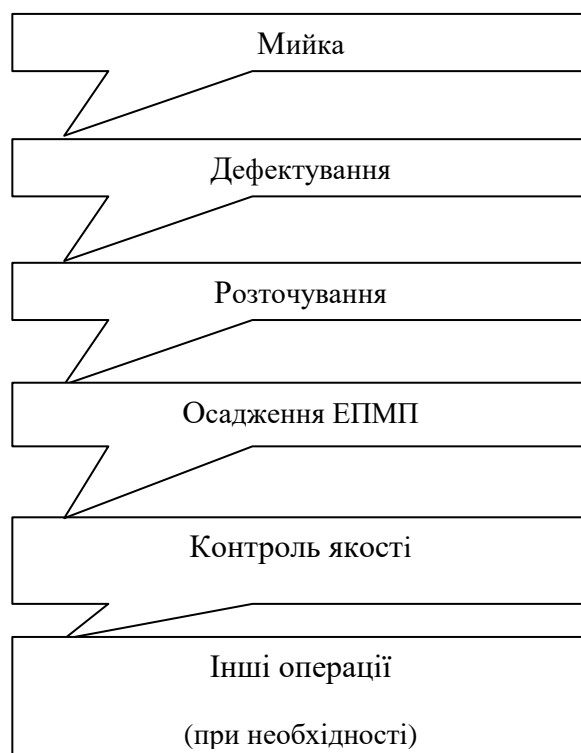 Мийка
Дефектування
Розточування
Осадження ЕПМП
Контроль якості
Інші операції
(при необхідності)